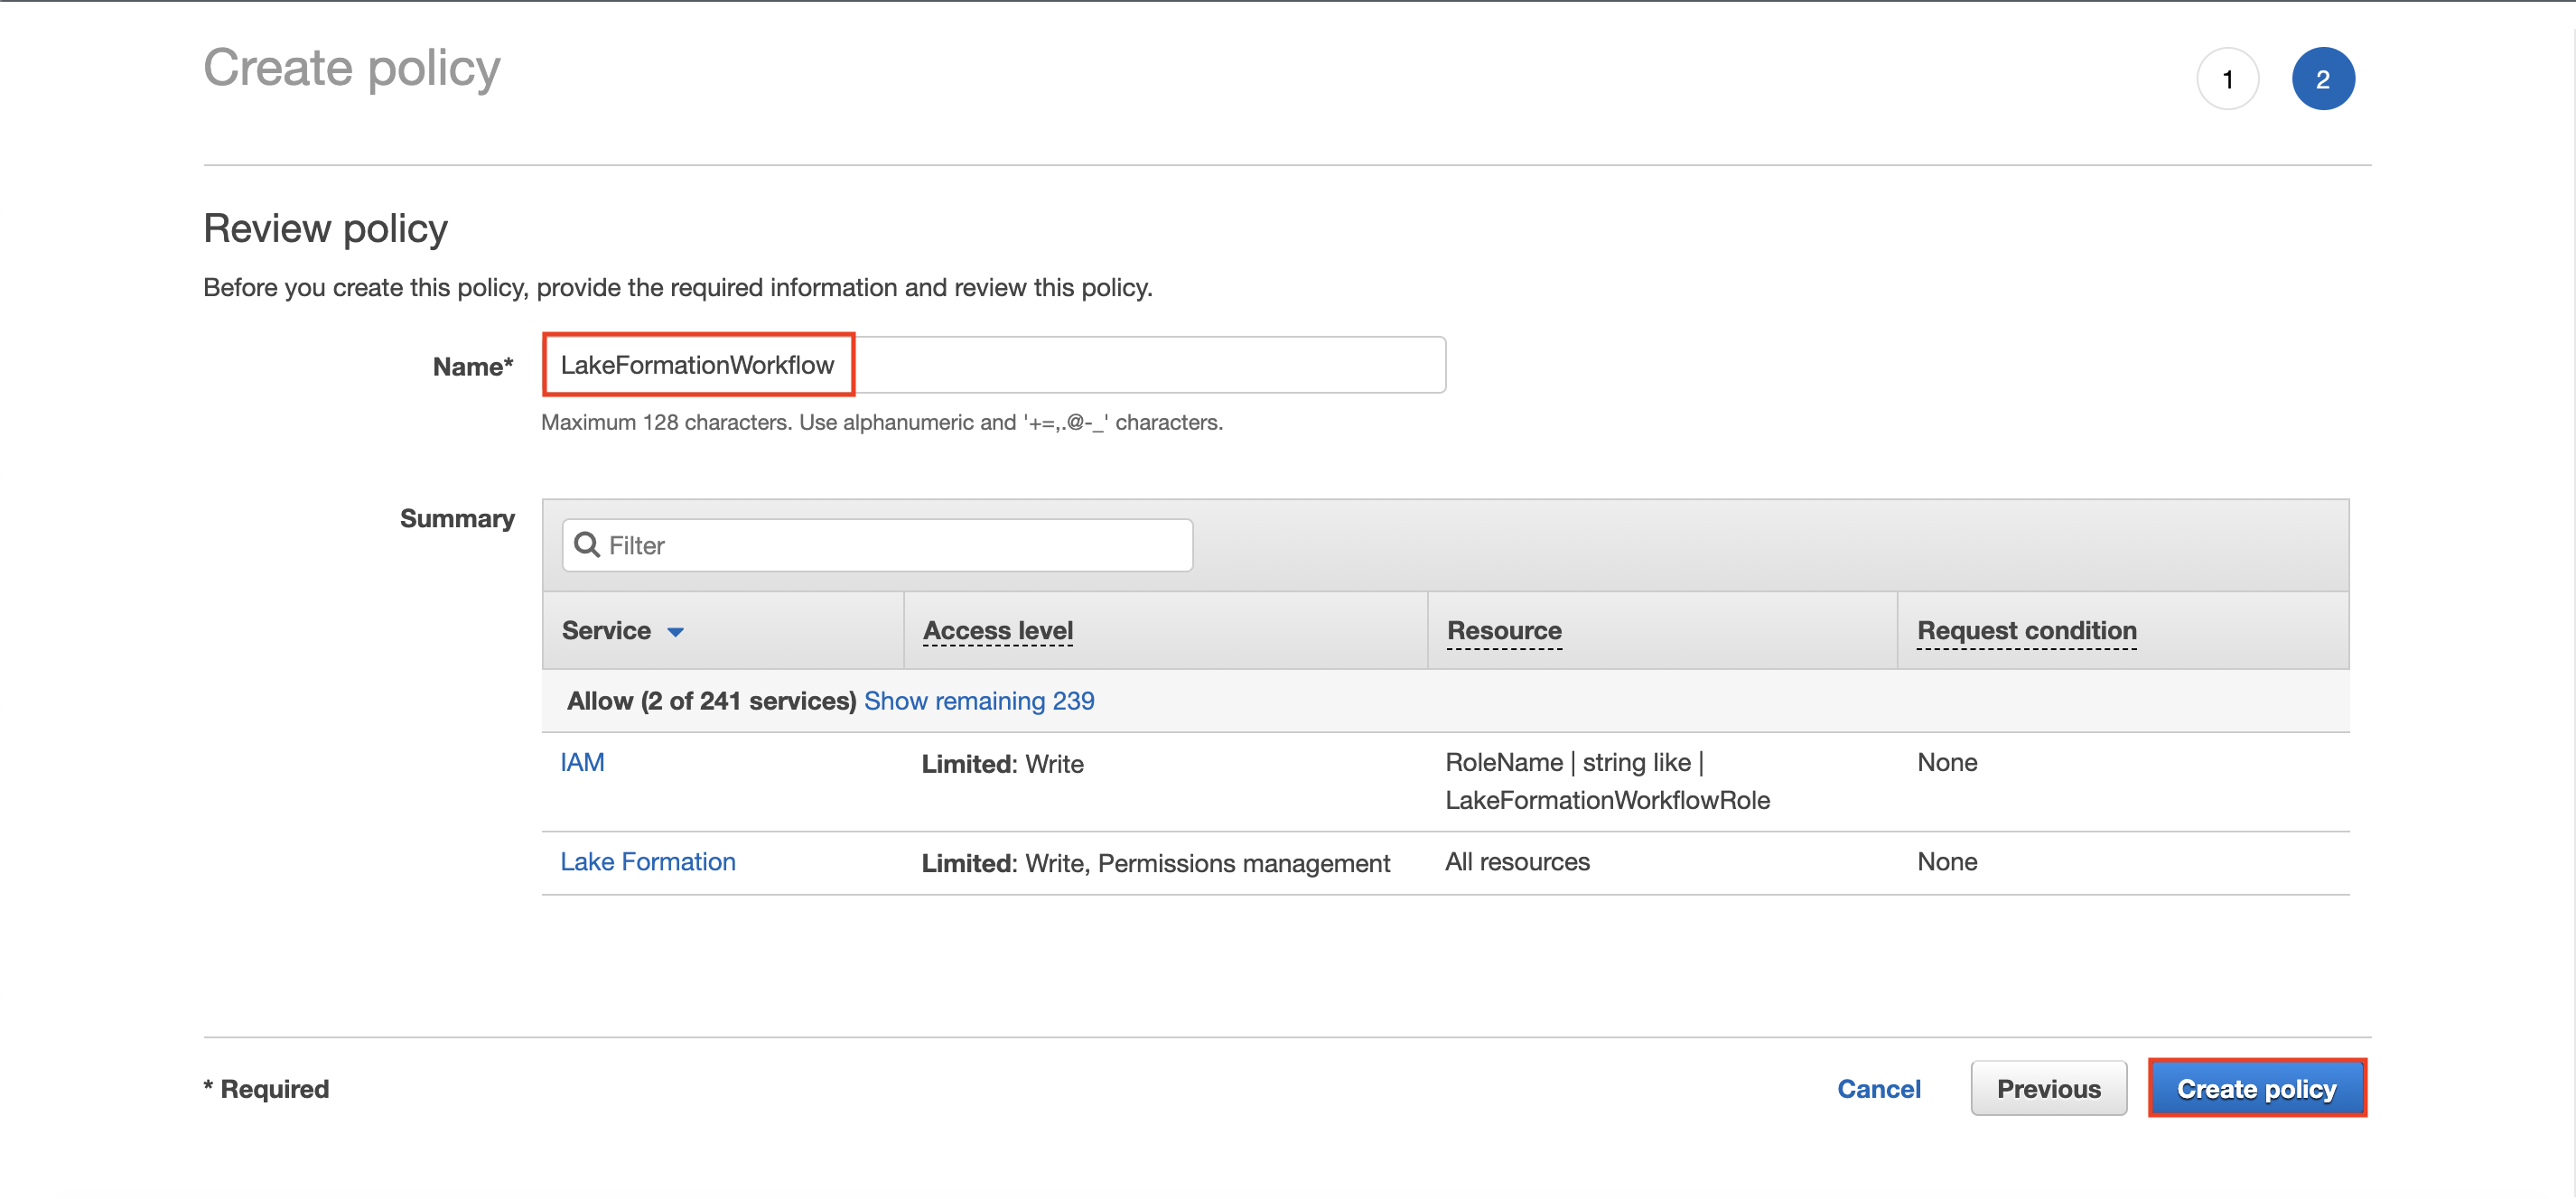 Create policy
1
2
Review policy
Before you create this policy, provide the required information and review this policy.
Name*
LakeFormationWorkflow
Maximum 128 characters. Use alphanumeric and '+=,.@-_' characters.
Summary
Filter
Service
Access level
Resource
Request condition
Allow (2 of 241 services) Show remaining 239
IAM
Limited: Write
RoleName | string like |
LakeFormationWorkflowRole
None
Lake Formation
Limited: Write, Permissions management
All resources
None
* Required
Cancel
Previous
Create policy